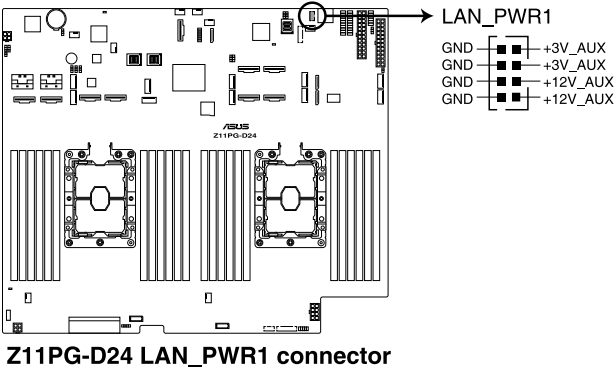 LAN_PWR1
GND +3V_AUX
GND +3V_AUX
GND +12V_AUX
GND +12V_AUX
ASUS
Z11PG-D24
Z11PG-D24 LAN_PWR1 connector